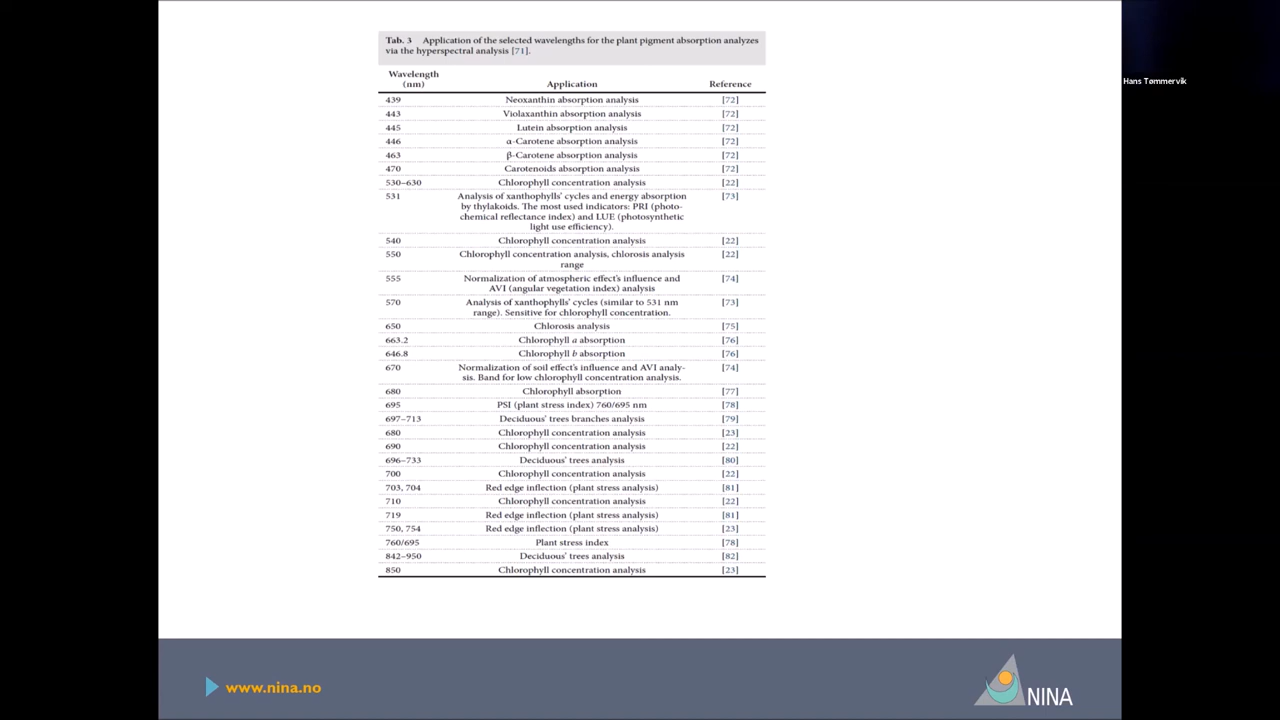 Tab. 3 Application of the selected wavelengths for the plant pigment absorption analyzes
via the hyperspectral analysis [71].
Wavelength
(nm) Application Reference
439 Neoxanthin absorption analysis [72]
443 Violaxanthin absorption analysis [72]
445 Lutein absorption analysis [72]
446 α-Carotene absorption analysis [72]
463 β-Carotene absorption analysis [72]
470 Carotenoids absorption analysis [72]
530–630 Chlorophyll concentration analysis [22]
531 Analysis of xanthophylls' cycles and energy absorption [73]
by thylakoids. The most used indicators: PRI (photo-
chemical reflectance index) and LUE (photosynthetic
light use efficiency).
540 Chlorophyll concentration analysis [22]
550 Chlorophyll concentration analysis, chlorosis analysis [22]
range
555 Normalization of atmospheric effect's influence and [74]
AVI (angular vegetation index) analysis
570 Analysis of xanthophylls' cycles (similar to 531 nm [73]
range). Sensitive for chlorophyll concentration.
650 Chlorosis analysis [75]
663.2 Chlorophyll a absorption [76]
646.8 Chlorophyll b absorption [76]
670 Normalization of soil effect's influence and AVI analy- [74]
sis. Band for low chlorophyll concentration analysis.
680 Chlorophyll absorption [77]
695 PSI (plant stress index) 760/695 nm [78]
697–713 Deciduous' trees branches analysis [79]
680 Chlorophyll concentration analysis [23]
690 Chlorophyll concentration analysis [22]
696–733 Deciduous' trees analysis [80]
700 Chlorophyll concentration analysis [22]
703, 704 Red edge inflection (plant stress analysis) [81]
710 Chlorophyll concentration analysis [22]
719 Red edge inflection (plant stress analysis) [81]
750, 754 Red edge inflection (plant stress analysis) [23]
760/695 Plant stress index [78]
842–950 Deciduous' trees analysis [82]
850 Chlorophyll concentration analysis [23]
Hans Tømmervik
www.nina.no
NINA